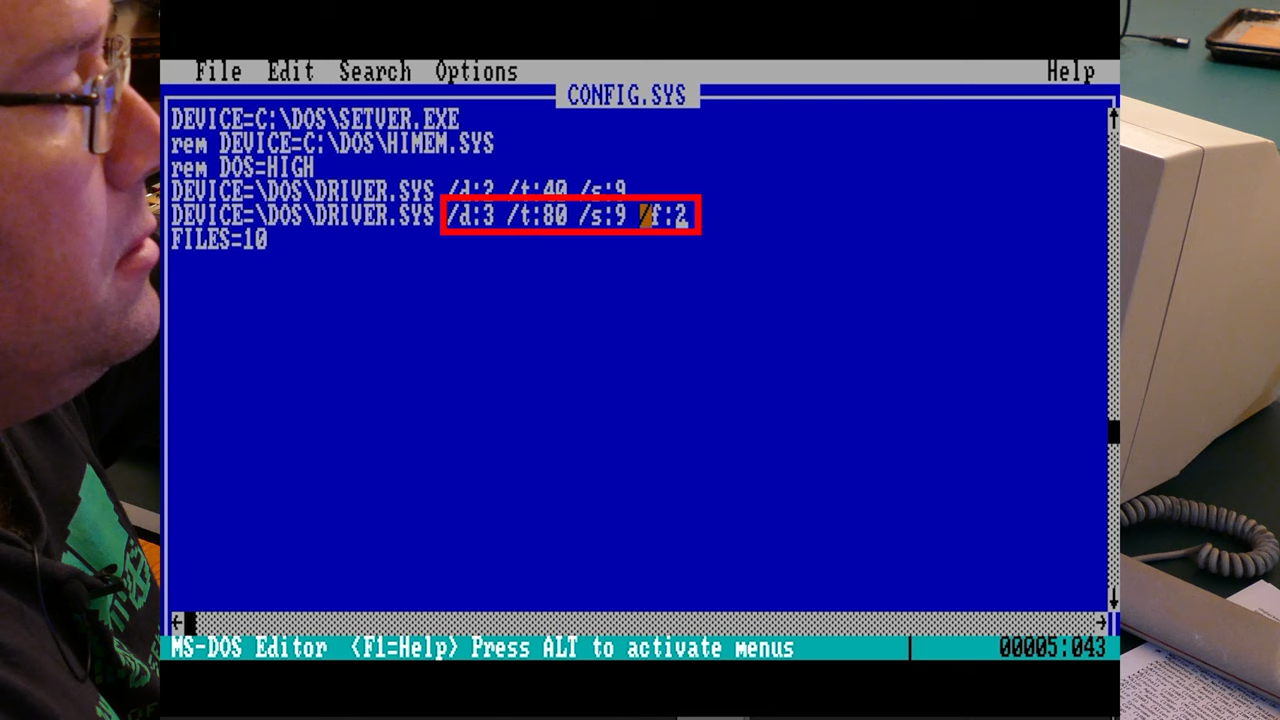 File Edit Search Options Help
CONFIG.SYS
DEVICE=C:\DOS\SETVER.EXE
rem DEVICE=C:\DOS\HIMEM.SYS
rem DOS=HIGH
DEVICE=\DOS\DRIVER.SYS /d:2 /t:40 /s:9
DEVICE=\DOS\DRIVER.SYS /d:3 /t:80 /s:9 /f:2
FILES=10
MS-DOS Editor <F1=Help> Press ALT to activate menus 00005:043